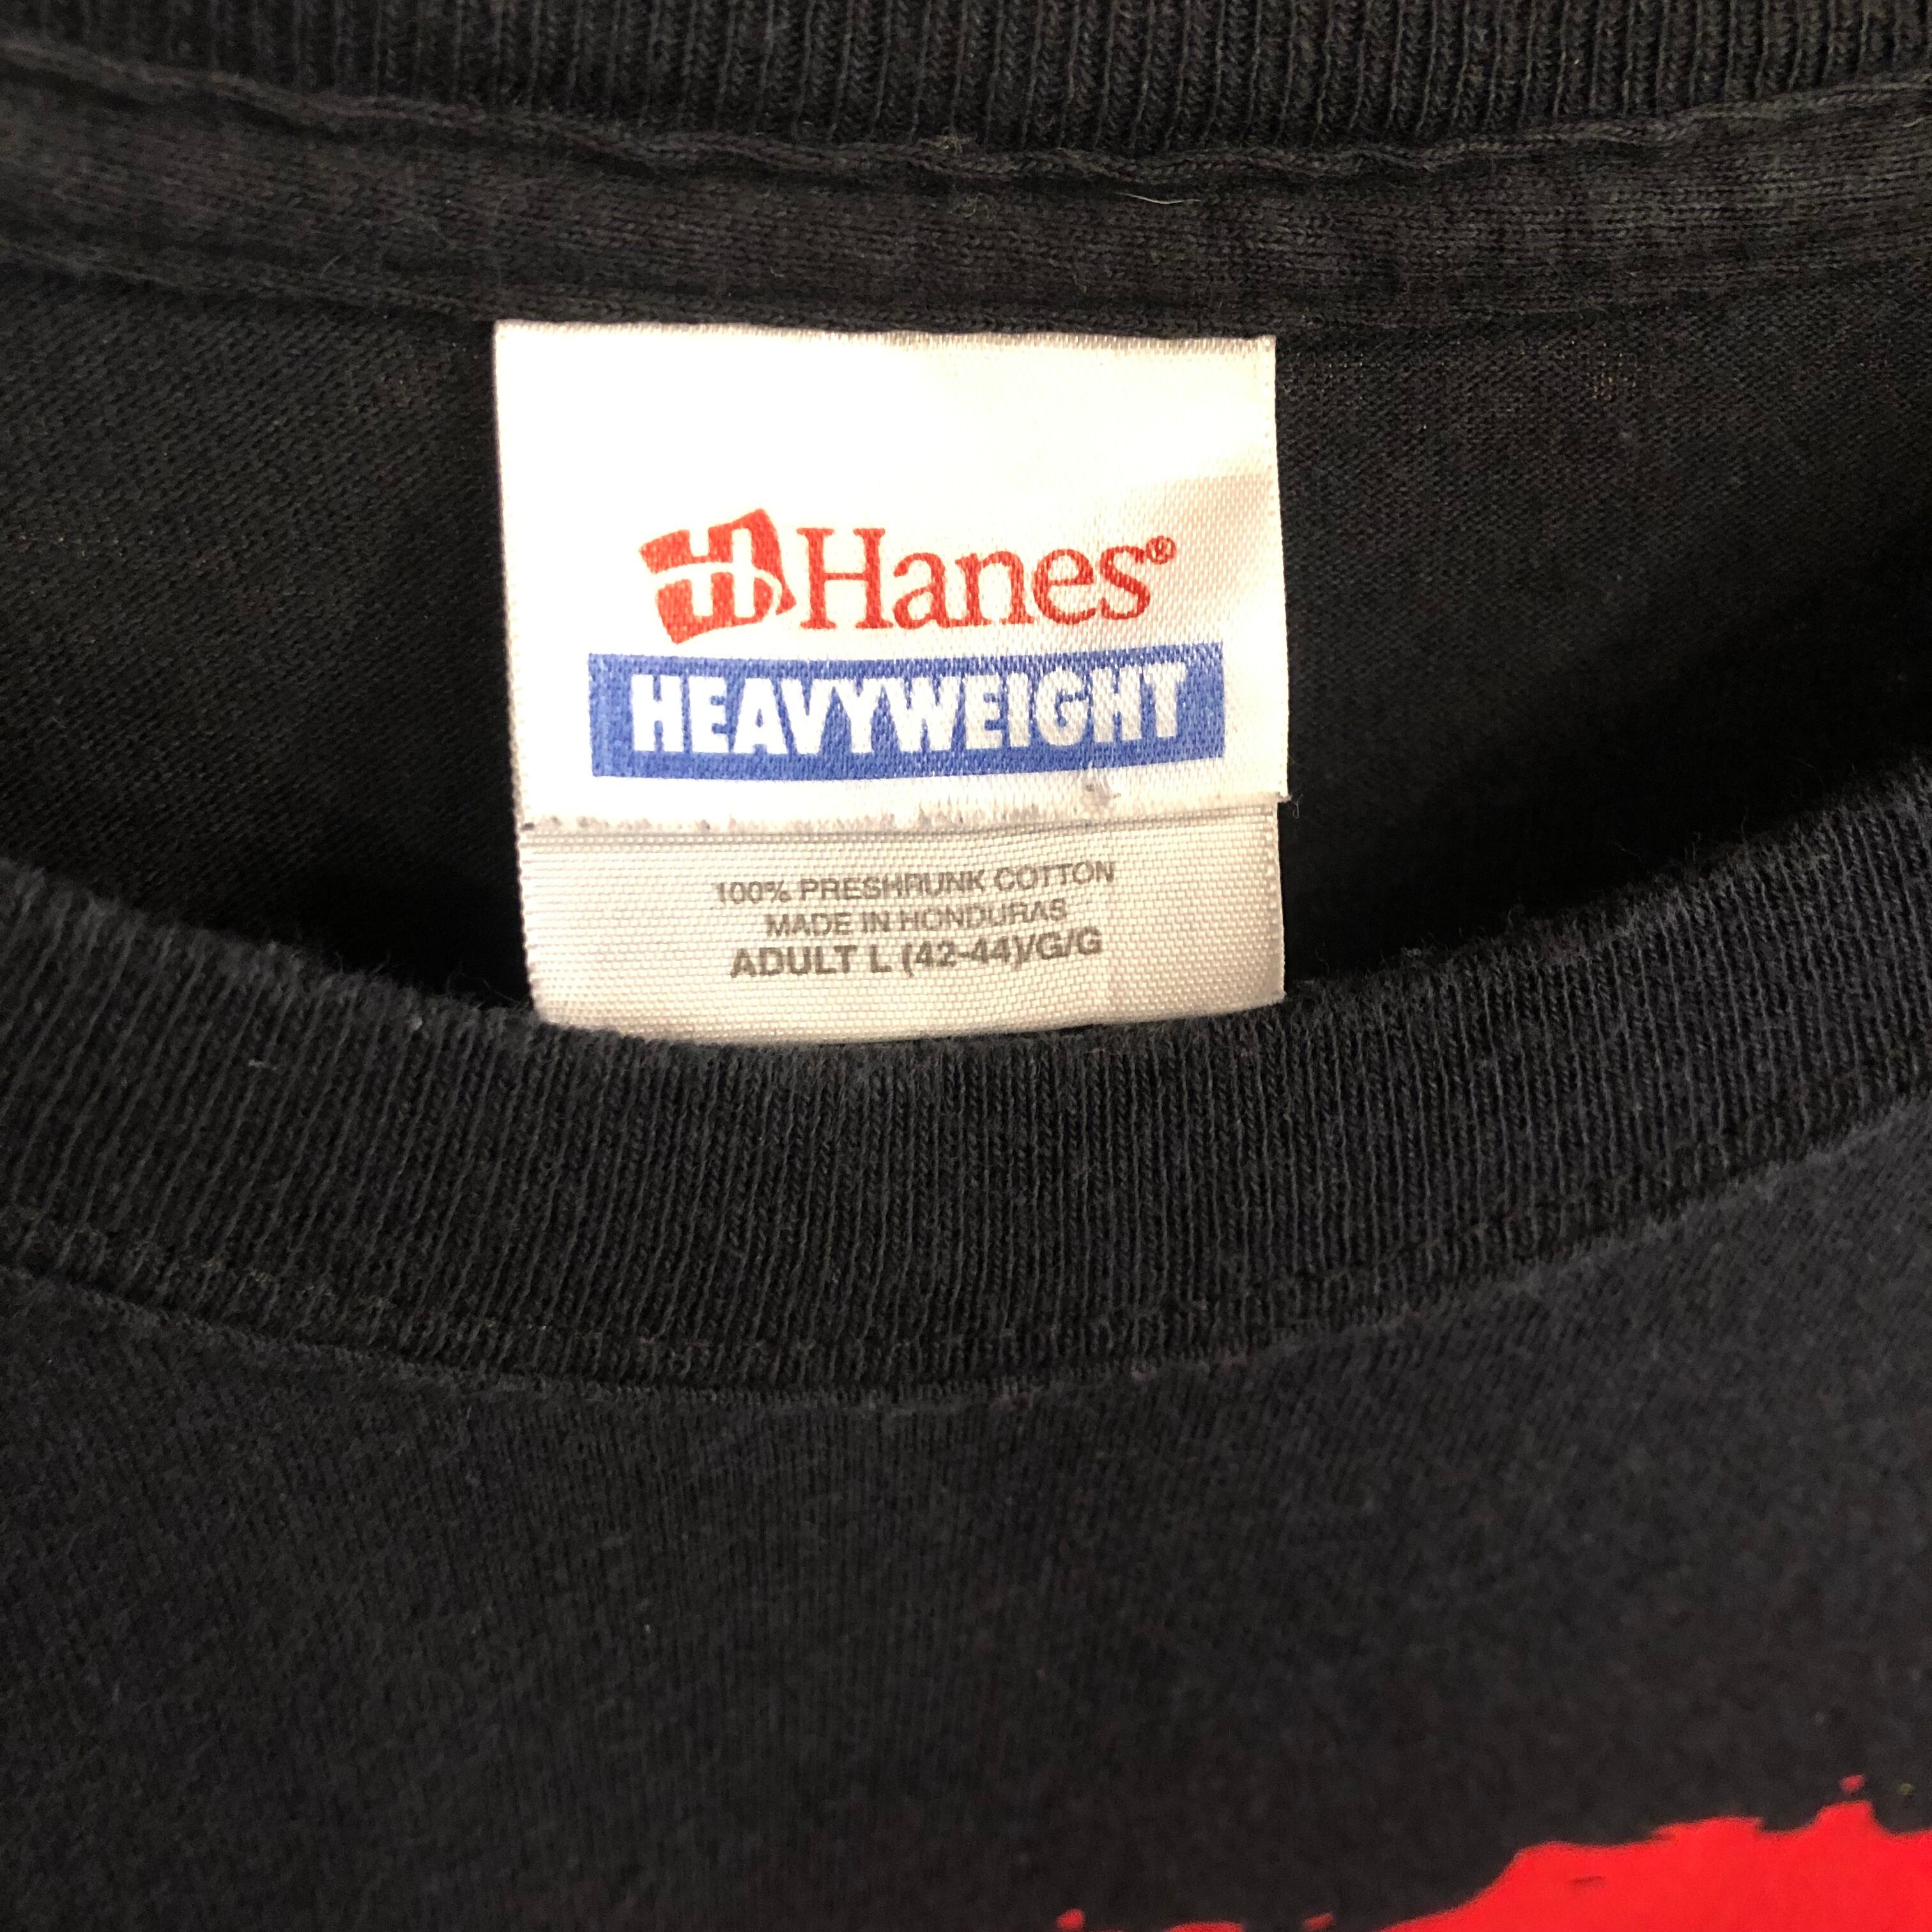 H Hanes®
HEAVYWEIGHT
100% PRESHRUNK COTTON
MADE IN HONDURAS
ADULT L (42-44)/G/G